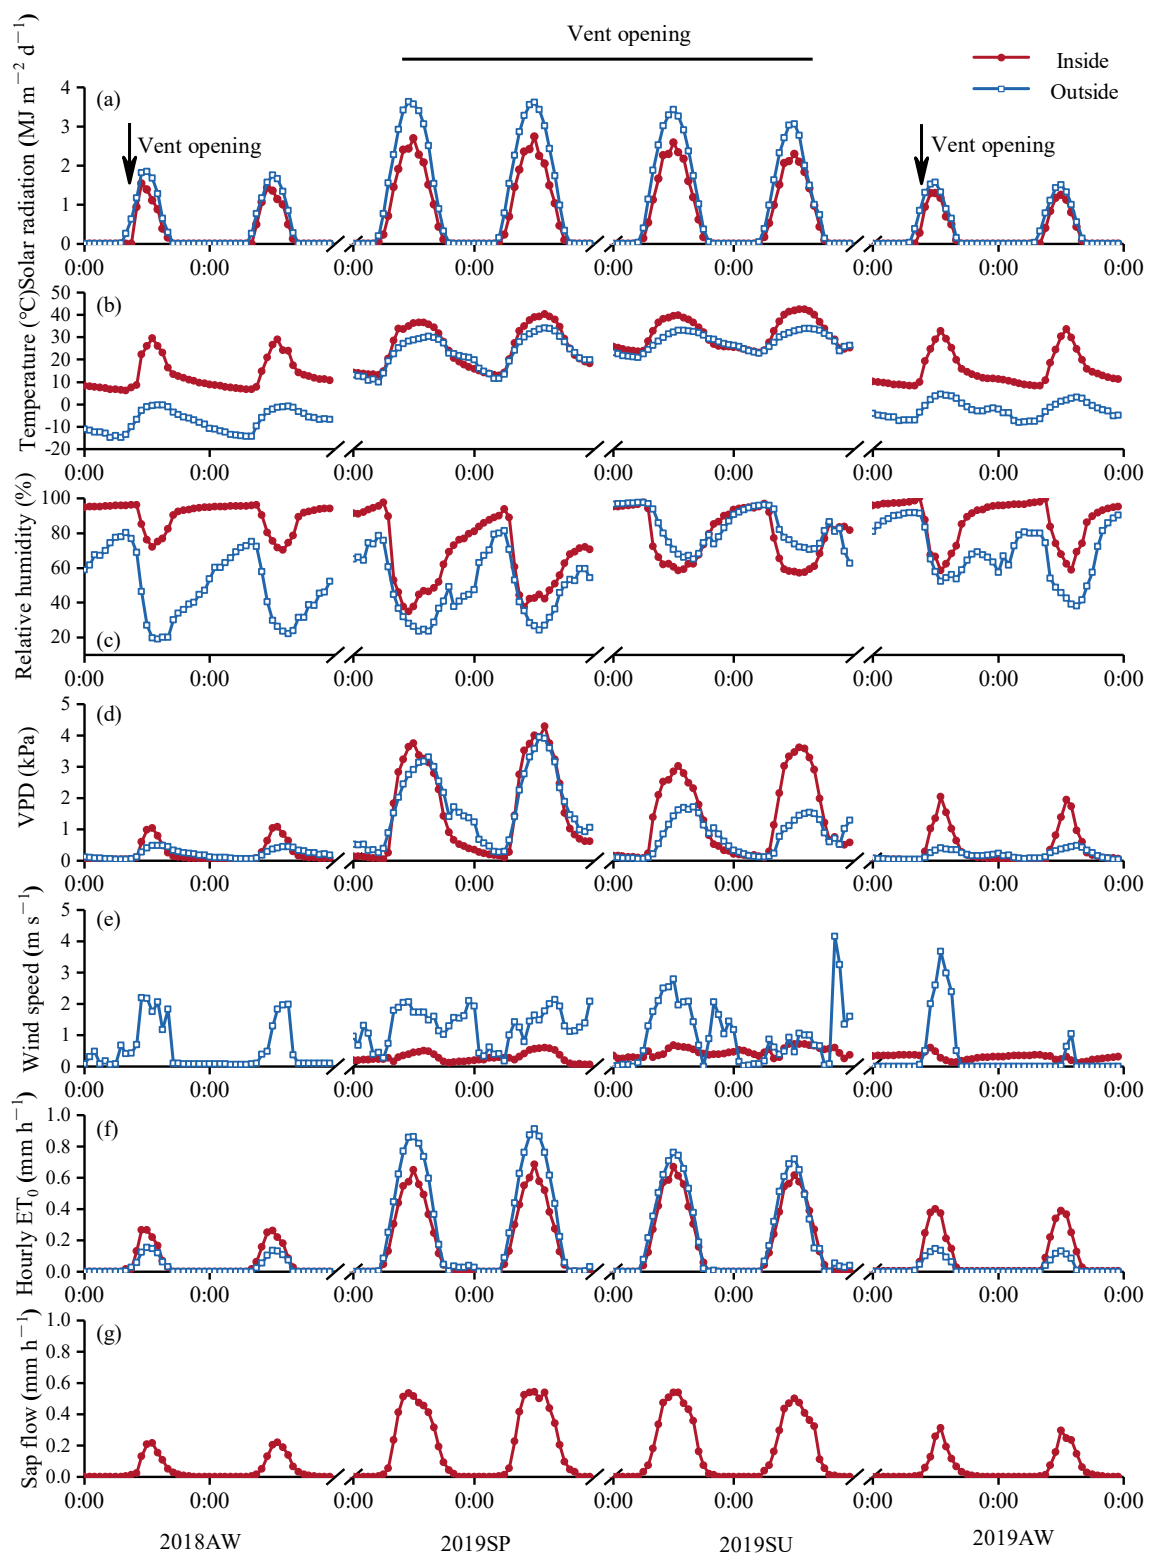 Vent opening
Inside
Outside
Solar radiation (MJ m⁻² d⁻¹)
(a)
Vent opening
Vent opening
4
3
2
1
0
0:00 0:00 0:00 0:00 0:00 0:00 0:00 0:00 0:00
Temperature (°C)
(b)
50
40
30
20
10
0
-10
-20
0:00 0:00 0:00 0:00 0:00 0:00 0:00 0:00 0:00
Relative humidity (%)
(c)
100
80
60
40
20
0:00 0:00 0:00 0:00 0:00 0:00 0:00 0:00 0:00
VPD (kPa)
(d)
5
4
3
2
1
0
0:00 0:00 0:00 0:00 0:00 0:00 0:00 0:00 0:00
Wind speed (m s⁻¹)
(e)
5
4
3
2
1
0
0:00 0:00 0:00 0:00 0:00 0:00 0:00 0:00 0:00
Hourly ET₀ (mm h⁻¹)
(f)
1.0
0.8
0.6
0.4
0.2
0.0
0:00 0:00 0:00 0:00 0:00 0:00 0:00 0:00 0:00
Sap flow (mm h⁻¹)
(g)
1.0
0.8
0.6
0.4
0.2
0.0
0:00 0:00 0:00 0:00 0:00 0:00 0:00 0:00 0:00
2018AW 2019SP 2019SU 2019AW